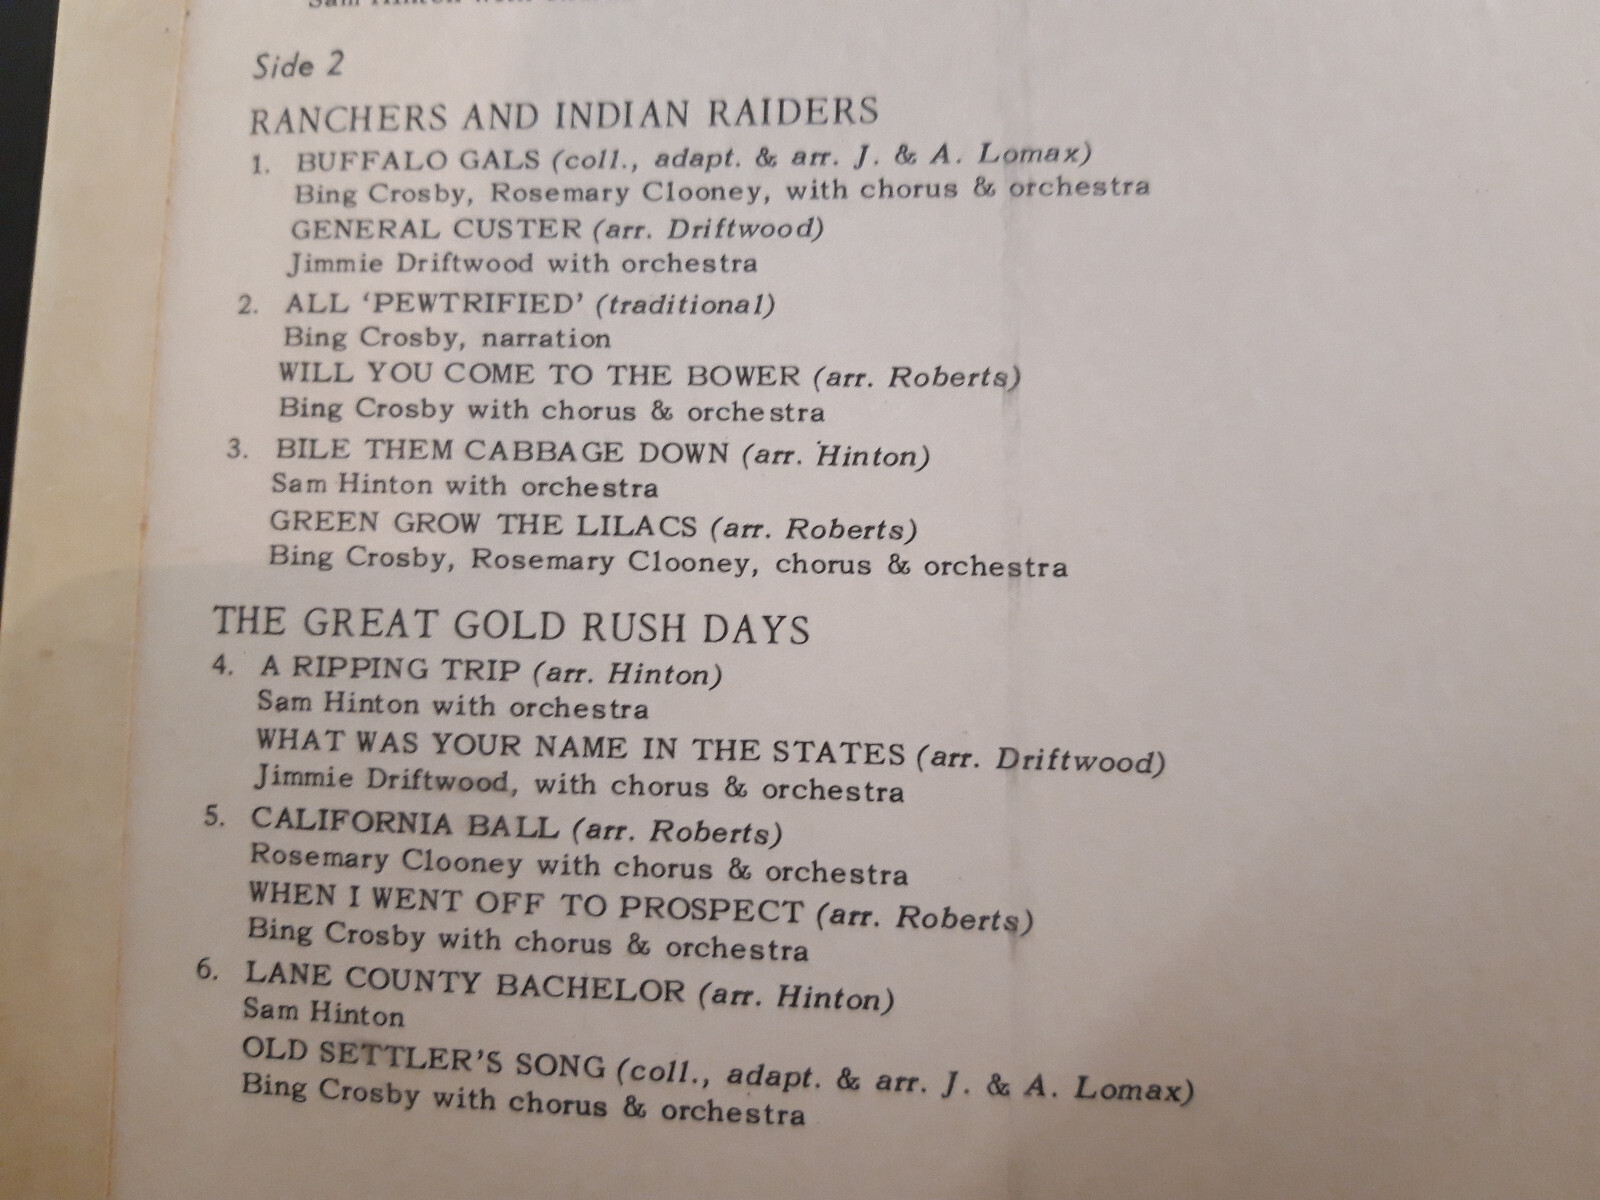 Side 2
RANCHERS AND INDIAN RAIDERS
1. BUFFALO GALS (coll., adapt. & arr. J. & A. Lomax)
Bing Crosby, Rosemary Clooney, with chorus & orchestra
GENERAL CUSTER (arr. Driftwood)
Jimmie Driftwood with orchestra
2. ALL ‘PEWTRIFIED’ (traditional)
Bing Crosby, narration
WILL YOU COME TO THE BOWER (arr. Roberts)
Bing Crosby with chorus & orchestra
3. BILE THEM CABBAGE DOWN (arr. Hinton)
Sam Hinton with orchestra
GREEN GROW THE LILACS (arr. Roberts)
Bing Crosby, Rosemary Clooney, chorus & orchestra
THE GREAT GOLD RUSH DAYS
4. A RIPPING TRIP (arr. Hinton)
Sam Hinton with orchestra
WHAT WAS YOUR NAME IN THE STATES (arr. Driftwood)
Jimmie Driftwood, with chorus & orchestra
5. CALIFORNIA BALL (arr. Roberts)
Rosemary Clooney with chorus & orchestra
WHEN I WENT OFF TO PROSPECT (arr. Roberts)
Bing Crosby with chorus & orchestra
6. LANE COUNTY BACHELOR (arr. Hinton)
Sam Hinton
OLD SETTLER’S SONG (coll., adapt. & arr. J. & A. Lomax)
Bing Crosby with chorus & orchestra